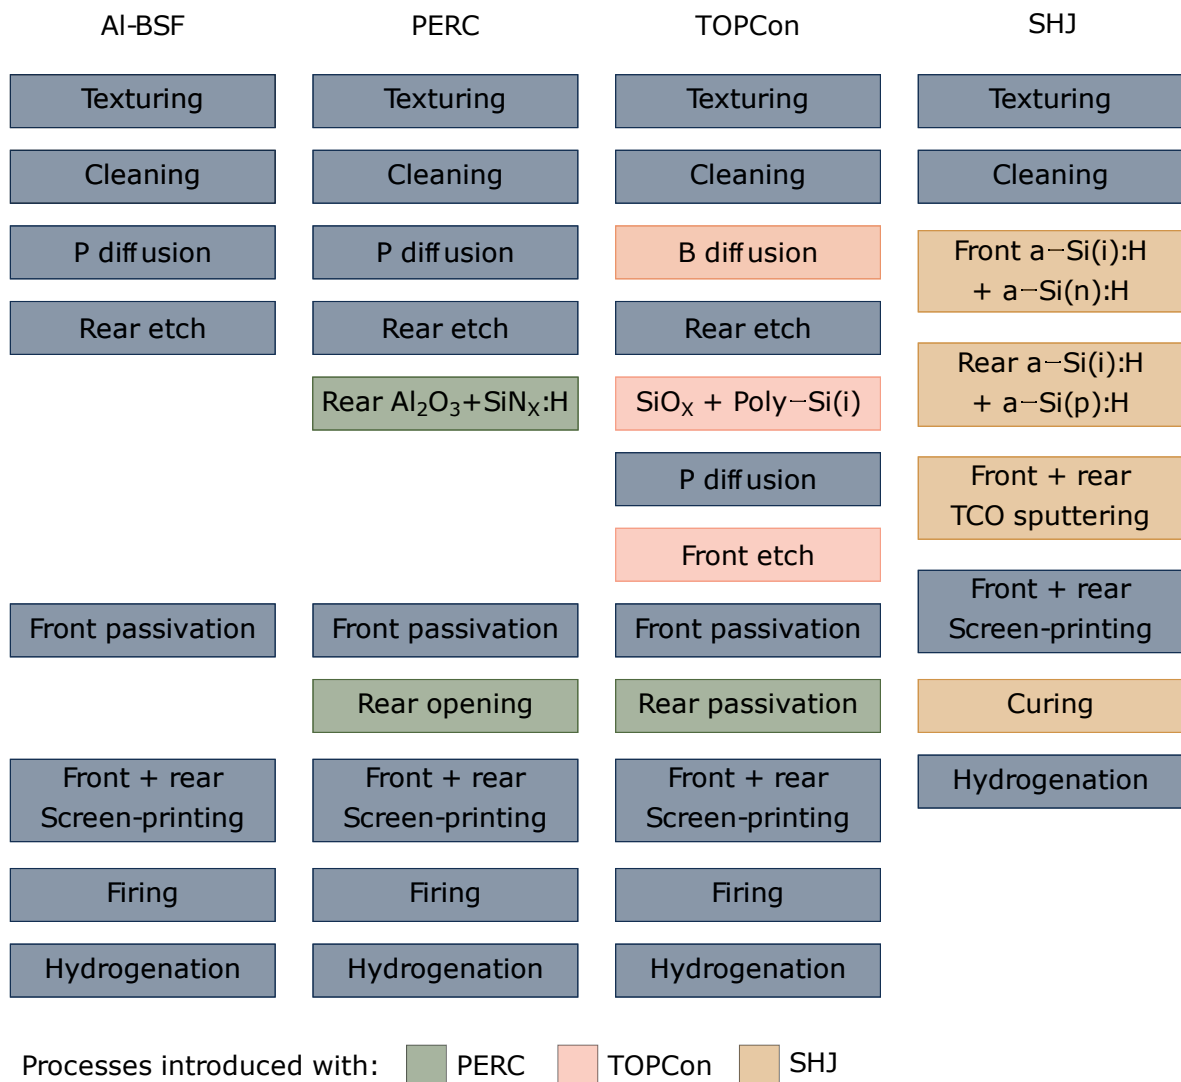 Al-BSF
Texturing
Cleaning
P diffusion
Rear etch
Front passivation
Front + rear
Screen-printing
Firing
Hydrogenation
PERC
Texturing
Cleaning
P diffusion
Rear etch
Rear Al₂O₃+SiNₓ:H
Front passivation
Rear opening
Front + rear
Screen-printing
Firing
Hydrogenation
TOPCon
Texturing
Cleaning
B diffusion
Rear etch
SiOₓ + Poly−Si(i)
P diffusion
Front etch
Front passivation
Rear passivation
Front + rear
Screen-printing
Firing
Hydrogenation
SHJ
Texturing
Cleaning
Front a−Si(i):H
+ a−Si(n):H
Rear a−Si(i):H
+ a−Si(p):H
Front + rear
TCO sputtering
Front + rear
Screen-printing
Curing
Hydrogenation
Processes introduced with: PERC TOPCon SHJ